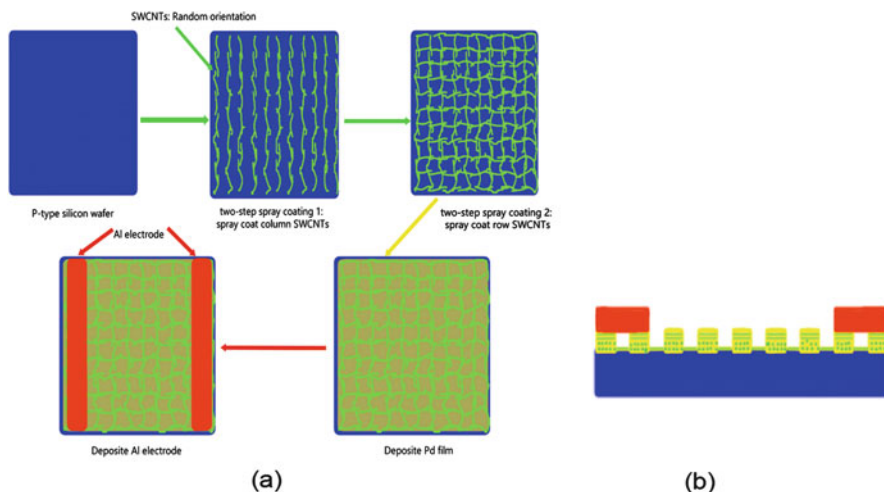 SWCNTs: Random orientation
P-type silicon wafer
two-step spray coating 1:
spray coat column SWCNTs
two-step spray coating 2:
spray coat row SWCNTs
Al electrode
Deposite Al electrode
Deposite Pd film
(a)
(b)